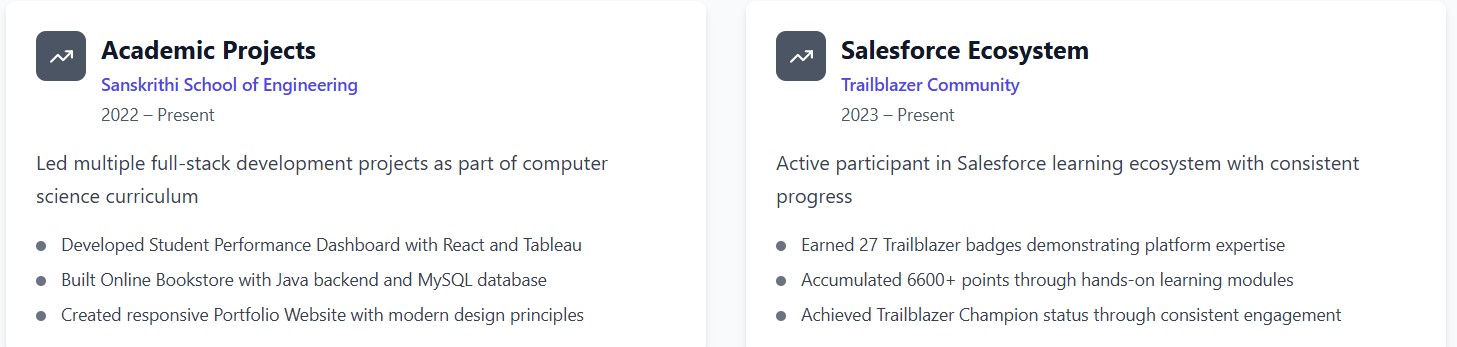 Academic Projects
Sanskrithi School of Engineering
2022 – Present
Led multiple full-stack development projects as part of computer
science curriculum
Developed Student Performance Dashboard with React and Tableau
Built Online Bookstore with Java backend and MySQL database
Created responsive Portfolio Website with modern design principles
Salesforce Ecosystem
Trailblazer Community
2023 – Present
Active participant in Salesforce learning ecosystem with consistent
progress
Earned 27 Trailblazer badges demonstrating platform expertise
Accumulated 6600+ points through hands-on learning modules
Achieved Trailblazer Champion status through consistent engagement